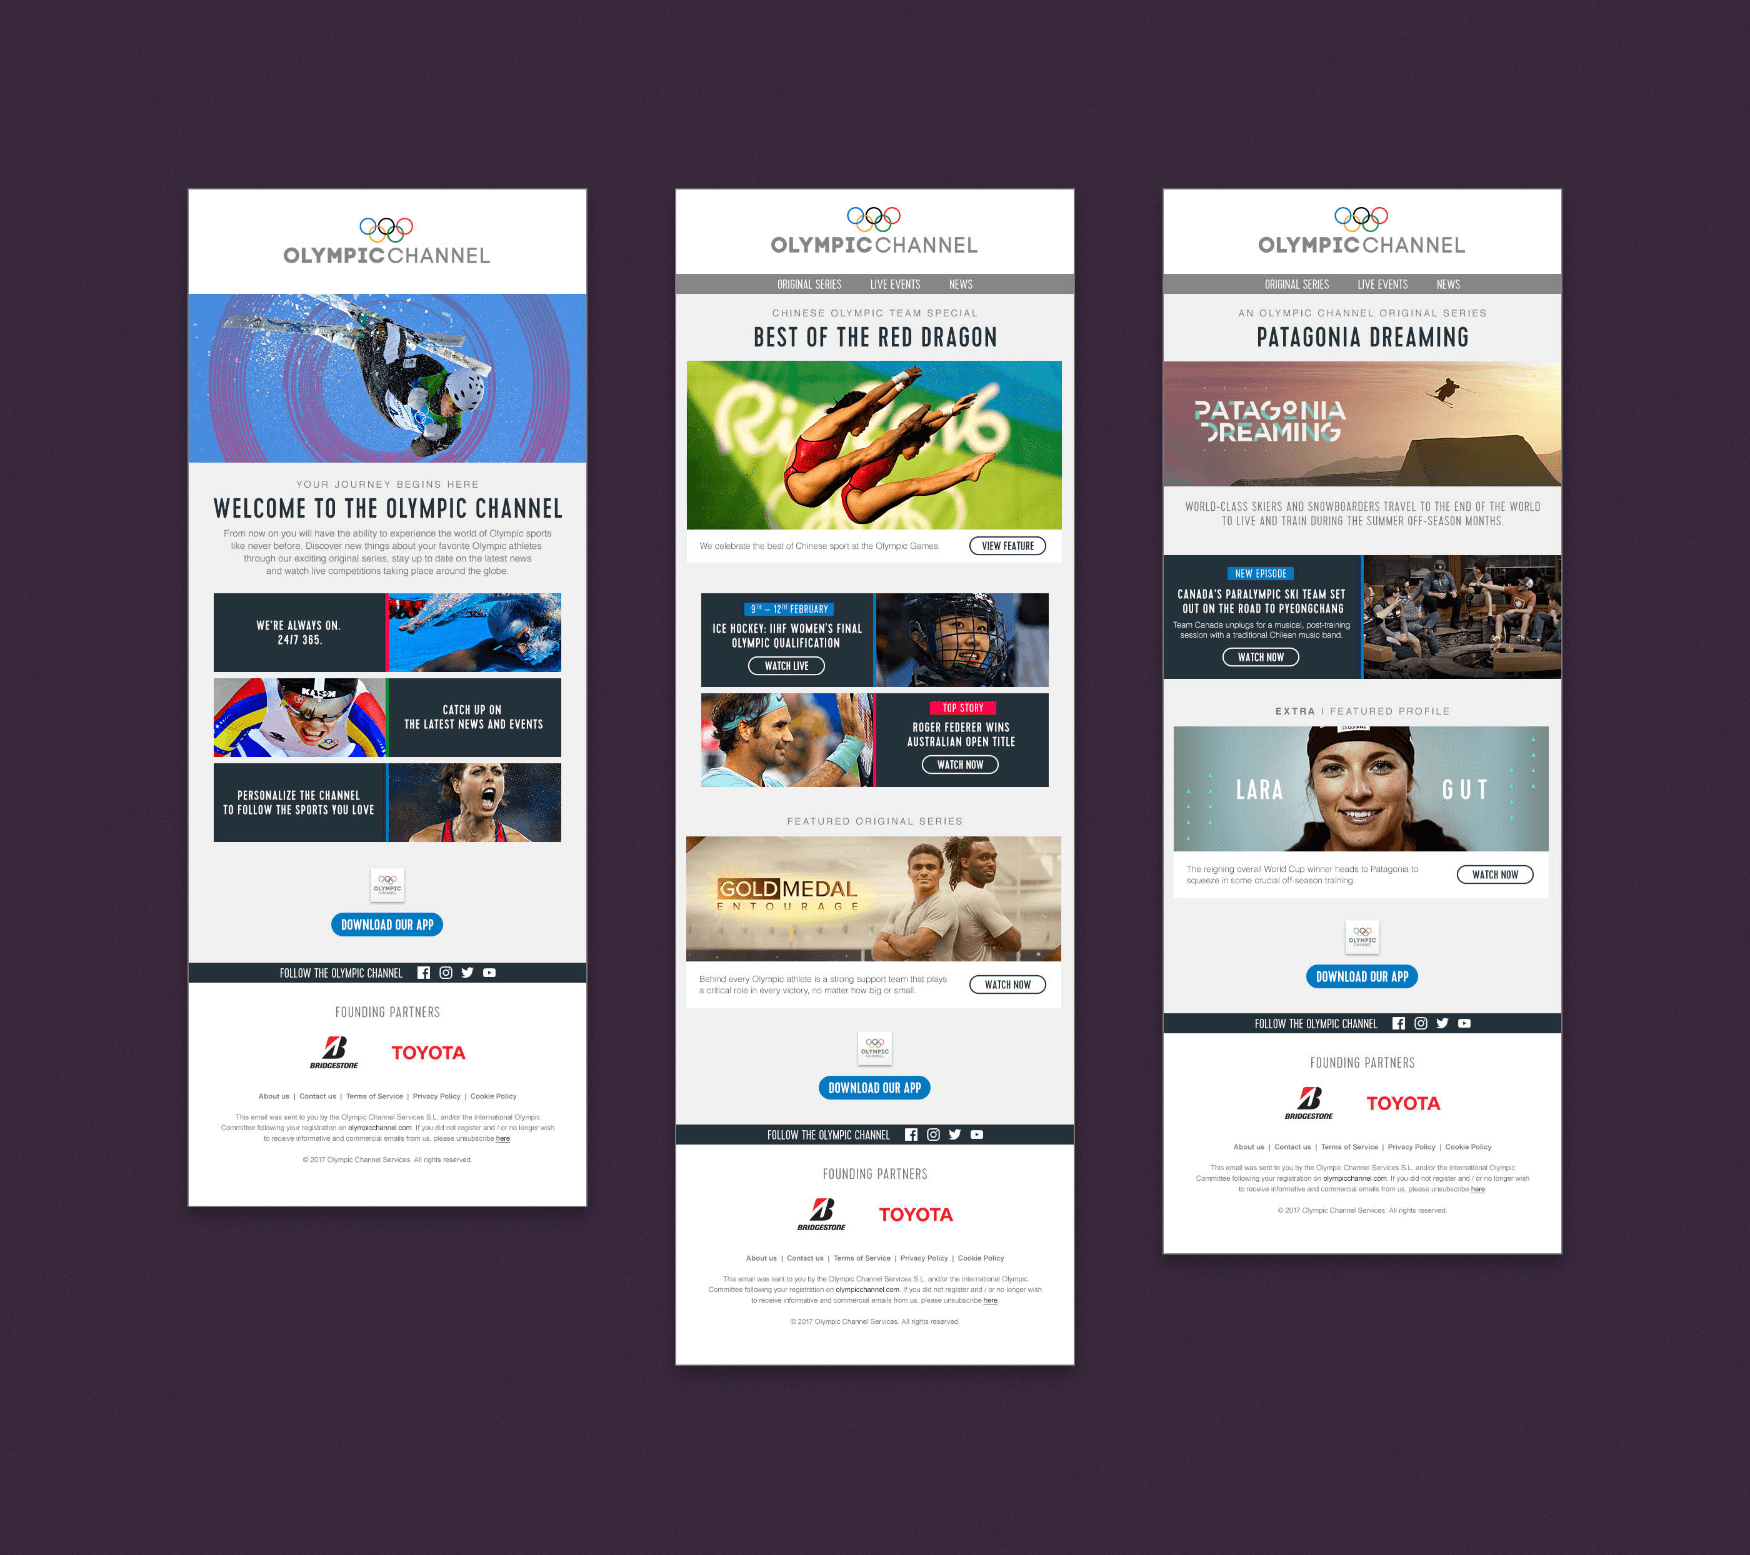 OLYMPICCHANNEL
YOUR JOURNEY BEGINS HERE
WELCOME TO THE OLYMPIC CHANNEL
From now on you will have the ability to experience the world of Olympic sports
like never before. Discover new things about your favorite Olympic athletes
through our exciting original series, stay up to date on the latest news
and watch live competitions taking place around the globe.
WE'RE ALWAYS ON.
24/7 365.
CATCH UP ON
THE LATEST NEWS AND EVENTS
PERSONALIZE THE CHANNEL
TO FOLLOW THE SPORTS YOU LOVE
OLYMPIC
CHANNEL
DOWNLOAD OUR APP
FOLLOW THE OLYMPIC CHANNEL
FOUNDING PARTNERS
BRIDGESTONE
TOYOTA
About us | Contact us | Terms of Service | Privacy Policy | Cookie Policy
This email was sent to you by the Olympic Channel Services S.L. and/or the International Olympic
Committee following your registration on olympicchannel.com. If you did not register and / or no longer wish
to receive informative and commercial emails from us, please unsubscribe here
© 2017 Olympic Channel Services. All rights reserved.
OLYMPICCHANNEL
ORIGINAL SERIES LIVE EVENTS NEWS
CHINESE OLYMPIC TEAM SPECIAL
BEST OF THE RED DRAGON
We celebrate the best of Chinese sport at the Olympic Games.
VIEW FEATURE
9TH – 12TH FEBRUARY
ICE HOCKEY: IIHF WOMEN'S FINAL
OLYMPIC QUALIFICATION
WATCH LIVE
TOP STORY
ROGER FEDERER WINS
AUSTRALIAN OPEN TITLE
WATCH NOW
FEATURED ORIGINAL SERIES
GOLD MEDAL
ENTOURAGE
Behind every Olympic athlete is a strong support team that plays
a critical role in every victory, no matter how big or small.
WATCH NOW
OLYMPIC
CHANNEL
DOWNLOAD OUR APP
FOLLOW THE OLYMPIC CHANNEL
FOUNDING PARTNERS
BRIDGESTONE
TOYOTA
About us | Contact us | Terms of Service | Privacy Policy | Cookie Policy
This email was sent to you by the Olympic Channel Services S.L. and/or the International Olympic
Committee following your registration on olympicchannel.com. If you did not register and / or no longer wish
to receive informative and commercial emails from us, please unsubscribe here.
© 2017 Olympic Channel Services. All rights reserved.
OLYMPICCHANNEL
ORIGINAL SERIES LIVE EVENTS NEWS
AN OLYMPIC CHANNEL ORIGINAL SERIES
PATAGONIA DREAMING
PATAGONIA
DREAMING
WORLD-CLASS SKIERS AND SNOWBOARDERS TRAVEL TO THE END OF THE WORLD
TO LIVE AND TRAIN DURING THE SUMMER OFF-SEASON MONTHS.
NEW EPISODE
CANADA'S PARALYMPIC SKI TEAM SET
OUT ON THE ROAD TO PYEONGCHANG
Team Canada unplugs for a musical, post-training
session with a traditional Chilean music band.
WATCH NOW
EXTRA | FEATURED PROFILE
LARA GUT
The reigning overall World Cup winner heads to Patagonia to
squeeze in some crucial off-season training.
WATCH NOW
OLYMPIC
CHANNEL
DOWNLOAD OUR APP
FOLLOW THE OLYMPIC CHANNEL
FOUNDING PARTNERS
BRIDGESTONE
TOYOTA
About us | Contact us | Terms of Service | Privacy Policy | Cookie Policy
This email was sent to you by the Olympic Channel Services S.L. and/or the International Olympic
Committee following your registration on olympicchannel.com. If you did not register and / or no longer wish
to receive informative and commercial emails from us, please unsubscribe here
© 2017 Olympic Channel Services. All rights reserved.